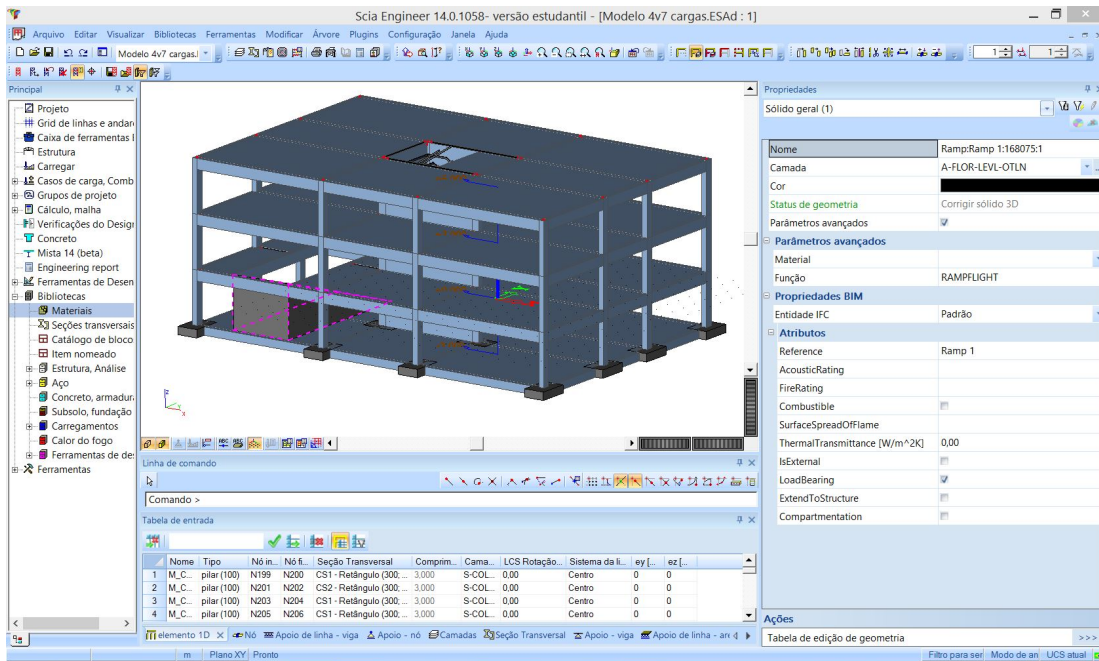 Scia Engineer 14.0.1058- versão estudantil - [Modelo 4v7 cargas.ESAd : 1]
Arquivo Editar Visualizar Bibliotecas Ferramentas Modificar Árvore Plugins Configuração Janela Ajuda
Modelo 4v7 cargas.
1
1
Principal
Projeto
Grid de linhas e andare
Caixa de ferramentas I
Estrutura
Carregar
Casos de carga, Comb
Grupos de projeto
Cálculo, malha
Verificações do Design
Concreto
Mista 14 (beta)
Engineering report
Ferramentas de Desen
Bibliotecas
Materiais
Seções transversais
Catálogo de bloco
Item nomeado
Estrutura, Análise
Aço
Concreto, armadura
Subsolo, fundação
Carregamentos
Calor do fogo
Ferramentas de de
Ferramentas
z
y
x
Linha de comando
Comando >
Tabela de entrada
Nome Tipo Nó in... Nó fi... Seção Transversal Comprim... Cama... LCS Rotação... Sistema da li... ey [... ez [...
1 M_C... pilar (100) N199 N200 CS1 - Retângulo (300; ... 3,000 S-COL... 0,00 Centro 0 0
2 M_C... pilar (100) N201 N202 CS2 - Retângulo (300; ... 3,000 S-COL... 0,00 Centro 0 0
3 M_C... pilar (100) N203 N204 CS1 - Retângulo (300; ... 3,000 S-COL... 0,00 Centro 0 0
4 M_C... pilar (100) N205 N206 CS1 - Retângulo (300; ... 3,000 S-COL... 0,00 Centro 0 0
elemento 1D Nó Apoio de linha - viga Apoio - nó Camadas Seção Transversal Apoio - viga Apoio de linha - are
Propriedades
Sólido geral (1)
Nome Ramp:Ramp 1:168075:1
Camada A-FLOR-LEVL-OTLN
Cor
Status de geometria Corrigir sólido 3D
Parâmetros avançados
Parâmetros avançados
Material
Função RAMPFLIGHT
Propriedades BIM
Entidade IFC Padrão
Atributos
Reference Ramp 1
AcousticRating
FireRating
Combustible
SurfaceSpreadOfFlame
ThermalTransmittance [W/m^2K] 0,00
IsExternal
LoadBearing
ExtendToStructure
Compartmentation
Ações
Tabela de edição de geometria >>>
m Plano XY Pronto
Filtro para ser Modo de an UCS atual